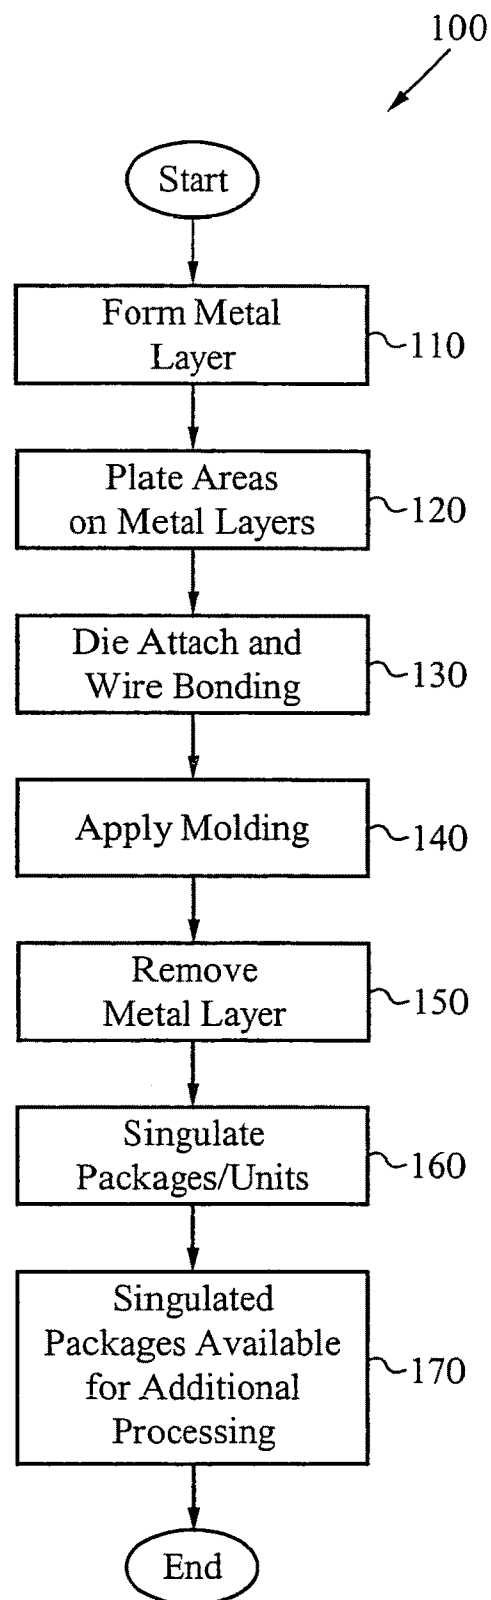 100
Start
Form Metal
Layer
110
Plate Areas
on Metal Layers
120
Die Attach and
Wire Bonding
130
Apply Molding
140
Remove
Metal Layer
150
Singulate
Packages/Units
160
Singulated
Packages Available
for Additional
Processing
170
End